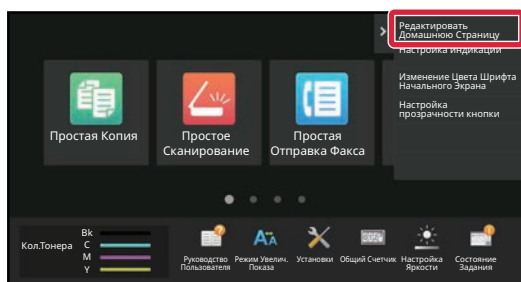 Редактировать
Домашнюю Страницу
Настройка индикации
Изменение Цвета Шрифта
Начального Экрана
Настройка
прозрачности кнопки
Простая Копия
Простое
Сканирование
Простая
Отправка Факса
Кол.Тонера
Bk
C
M
Y
Руководство
Пользователя
Режим Увелич.
Показа
Установки
Общий Счетчик
Настройка
Яркости
Состояние
Задания